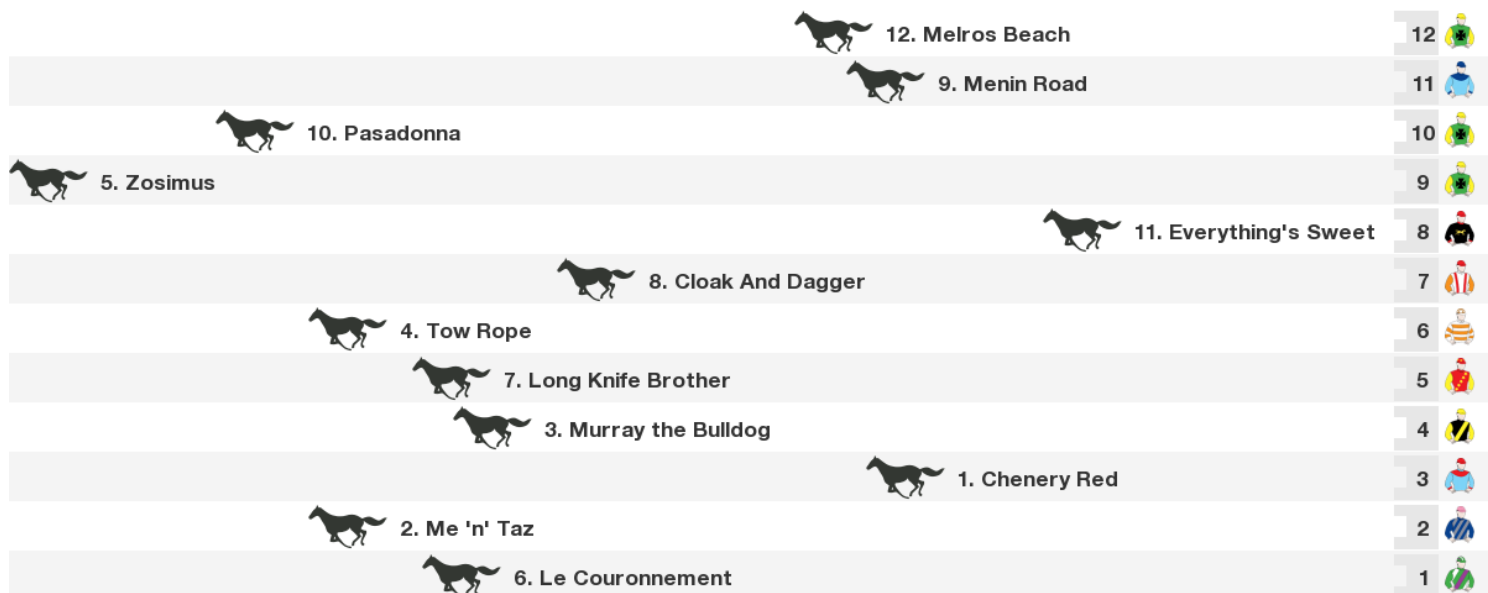 12. Melros Beach 12
9. Menin Road 11
10. Pasadonna 10
5. Zosimus 9
11. Everything's Sweet 8
8. Cloak And Dagger 7
4. Tow Rope 6
7. Long Knife Brother 5
3. Murray the Bulldog 4
1. Chenery Red 3
2. Me 'n' Taz 2
6. Le Couronnement 1